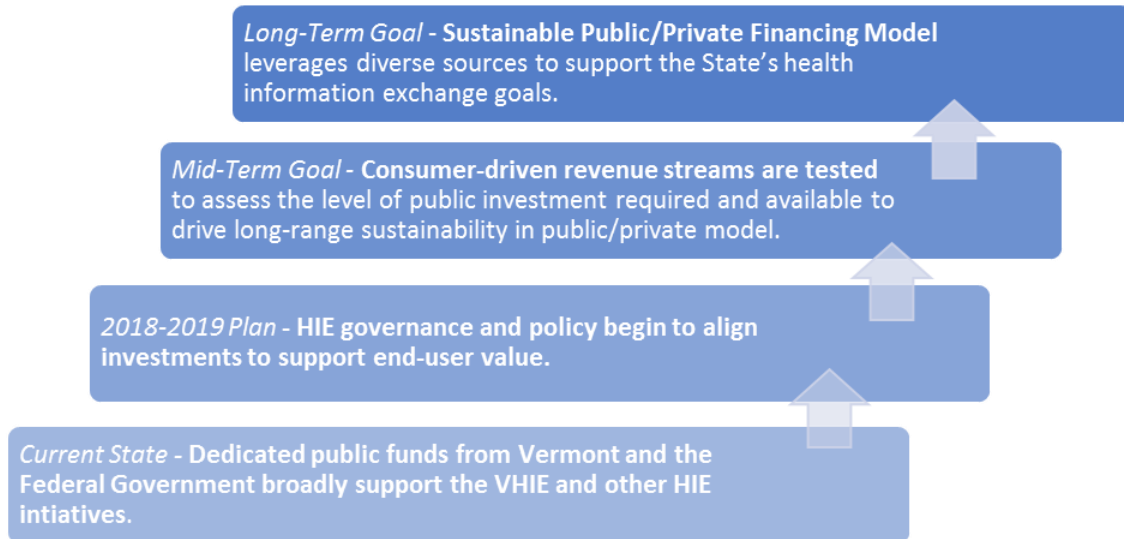 Long-Term Goal - Sustainable Public/Private Financing Model
leverages diverse sources to support the State's health
information exchange goals.
Mid-Term Goal - Consumer-driven revenue streams are tested
to assess the level of public investment required and available to
drive long-range sustainability in public/private model.
2018-2019 Plan - HIE governance and policy begin to align
investments to support end-user value.
Current State - Dedicated public funds from Vermont and the
Federal Government broadly support the VHIE and other HIE
intiatives.